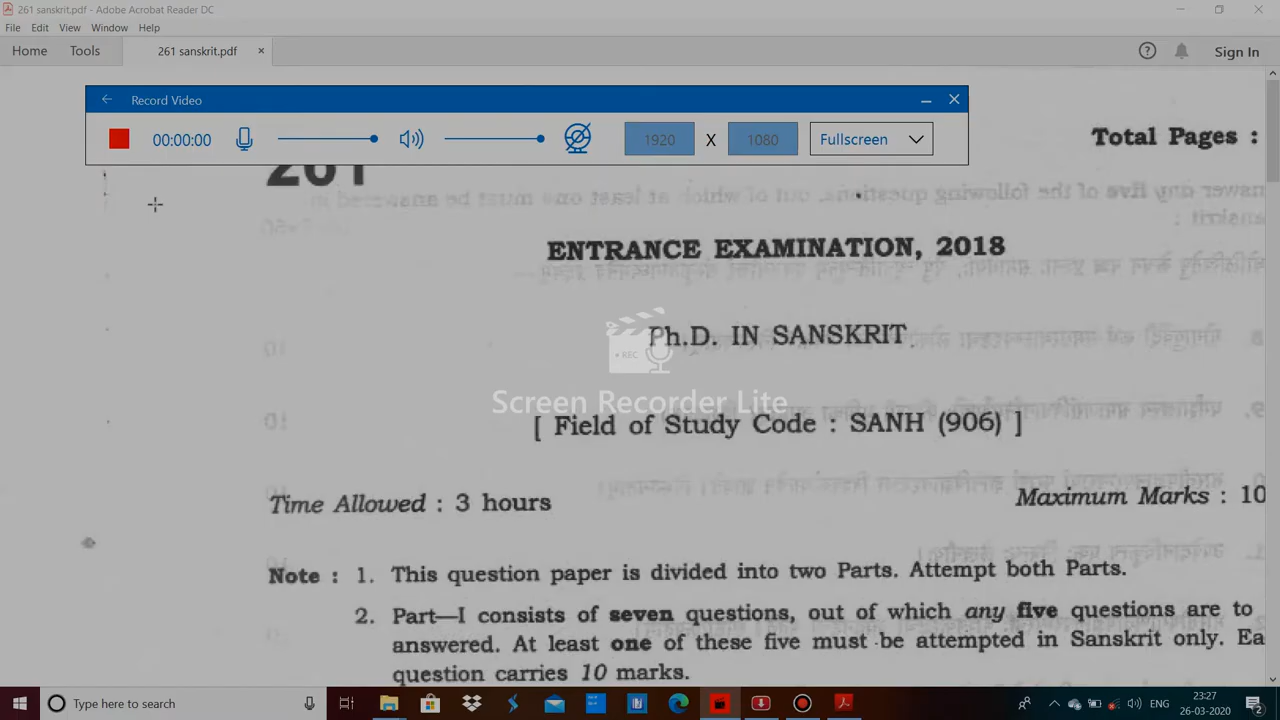 261 sanskrit.pdf - Adobe Acrobat Reader DC
File Edit View Window Help
Home Tools 261 sanskrit.pdf × Sign In
Record Video
00:00:00 1920 X 1080 Fullscreen
261
Total Pages :
ENTRANCE EXAMINATION, 2018
Ph.D. IN SANSKRIT
REC
Screen Recorder Lite
[ Field of Study Code : SANH (906) ]
Time Allowed : 3 hours
Maximum Marks : 10
Note : 1. This question paper is divided into two Parts. Attempt both Parts.
2. Part—I consists of seven questions, out of which any five questions are to
answered. At least one of these five must be attempted in Sanskrit only. Ea
question carries 10 marks.
Type here to search
ENG
23:27
26-03-2020
2